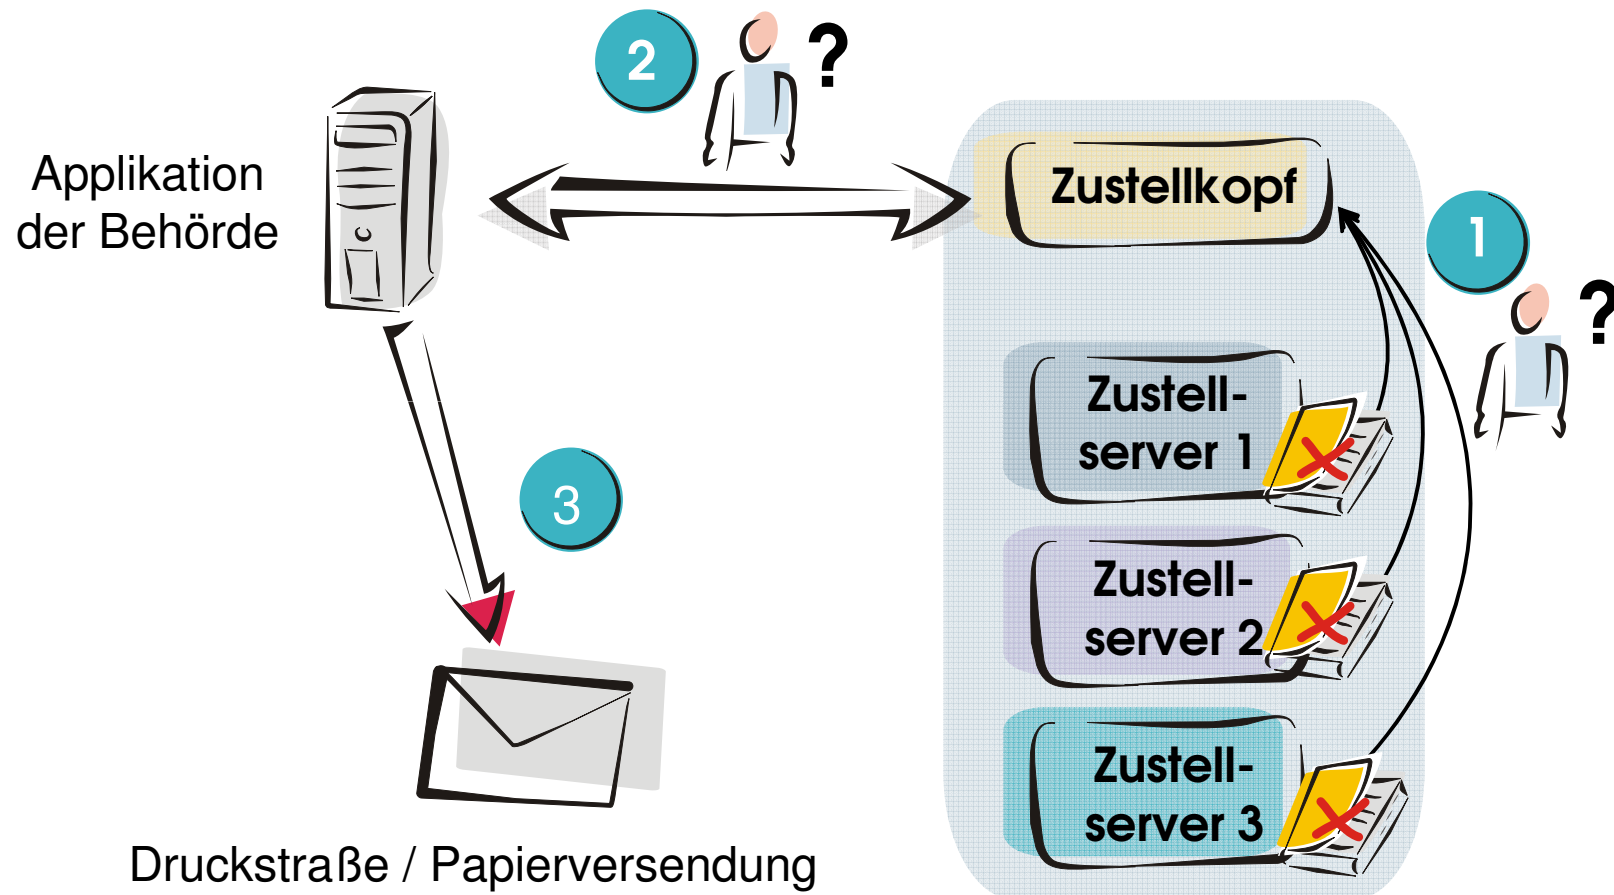 2
?
Applikation
der Behörde
Zustellkopf
1
?
Zustell-
server 1
3
Zustell-
server 2
Zustell-
server 3
Druckstraße / Papierversendung